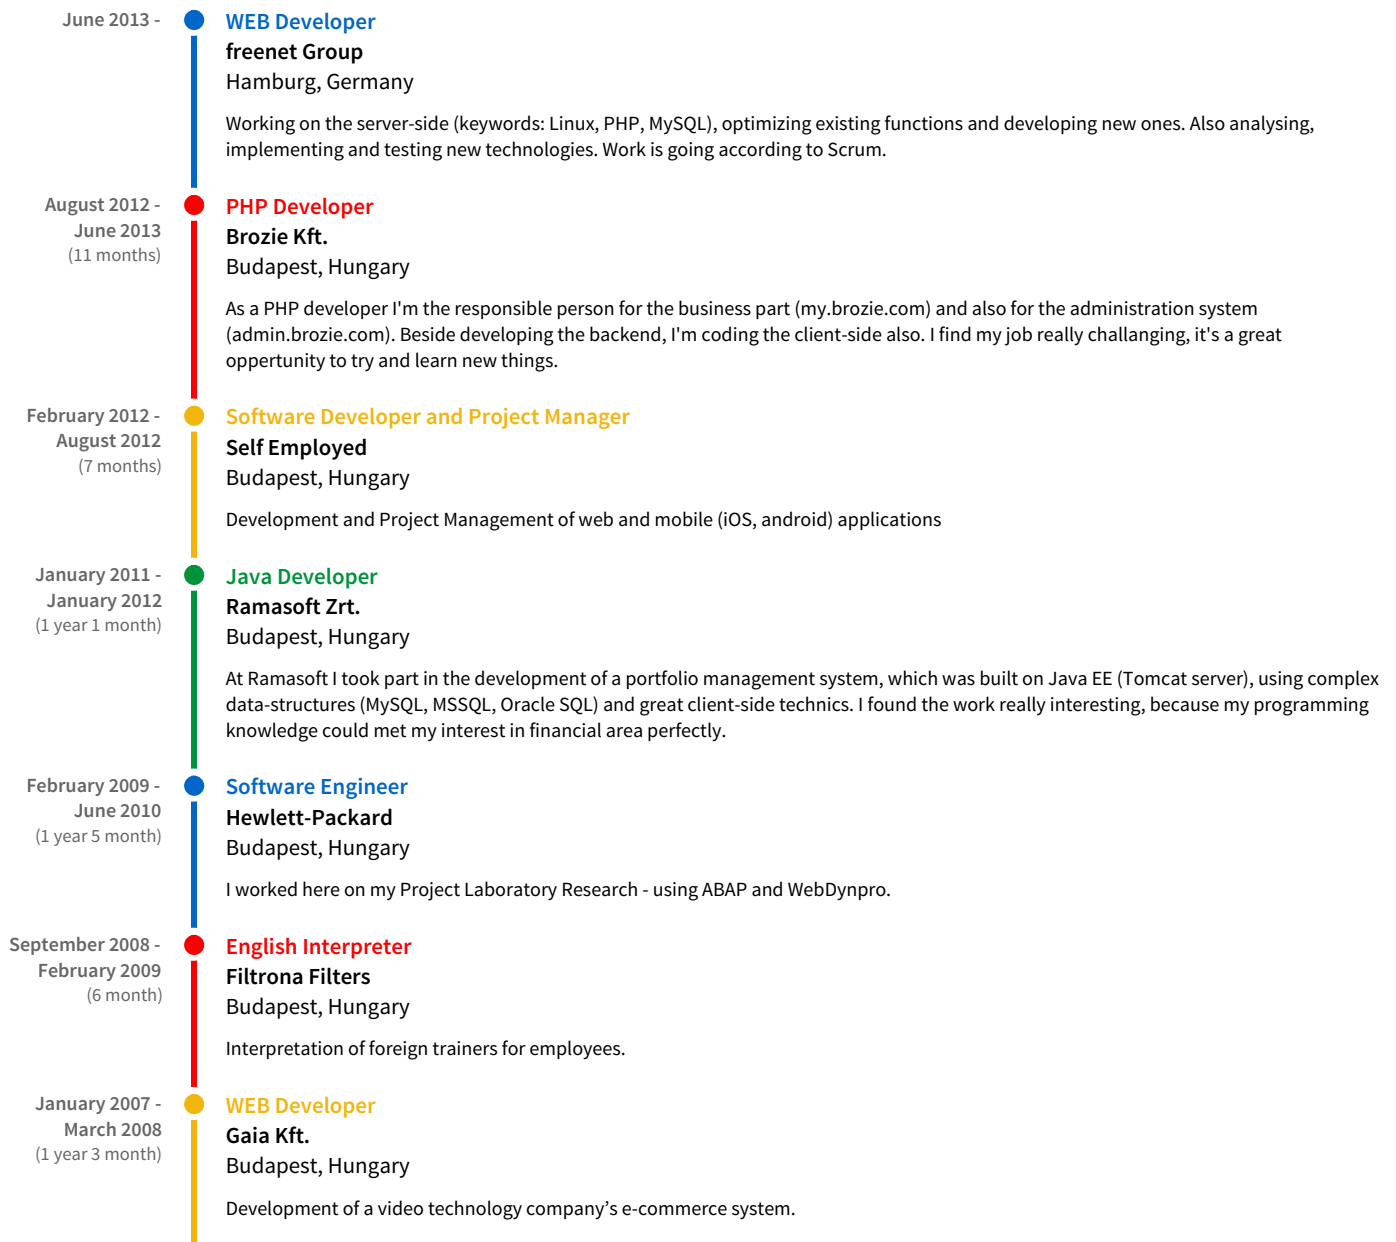 June 2013 -
WEB Developer
freenet Group
Hamburg, Germany
Working on the server-side (keywords: Linux, PHP, MySQL), optimizing existing functions and developing new ones. Also analysing,
implementing and testing new technologies. Work is going according to Scrum.
August 2012 -
June 2013
(11 months)
PHP Developer
Brozie Kft.
Budapest, Hungary
As a PHP developer I'm the responsible person for the business part (my.brozie.com) and also for the administration system
(admin.brozie.com). Beside developing the backend, I'm coding the client-side also. I find my job really challanging, it's a great
oppertunity to try and learn new things.
February 2012 -
August 2012
(7 months)
Software Developer and Project Manager
Self Employed
Budapest, Hungary
Development and Project Management of web and mobile (iOS, android) applications
January 2011 -
January 2012
(1 year 1 month)
Java Developer
Ramasoft Zrt.
Budapest, Hungary
At Ramasoft I took part in the development of a portfolio management system, which was built on Java EE (Tomcat server), using complex
data-structures (MySQL, MSSQL, Oracle SQL) and great client-side technics. I found the work really interesting, because my programming
knowledge could met my interest in financial area perfectly.
February 2009 -
June 2010
(1 year 5 month)
Software Engineer
Hewlett-Packard
Budapest, Hungary
I worked here on my Project Laboratory Research - using ABAP and WebDynpro.
September 2008 -
February 2009
(6 month)
English Interpreter
Filtrona Filters
Budapest, Hungary
Interpretation of foreign trainers for employees.
January 2007 -
March 2008
(1 year 3 month)
WEB Developer
Gaia Kft.
Budapest, Hungary
Development of a video technology company’s e-commerce system.